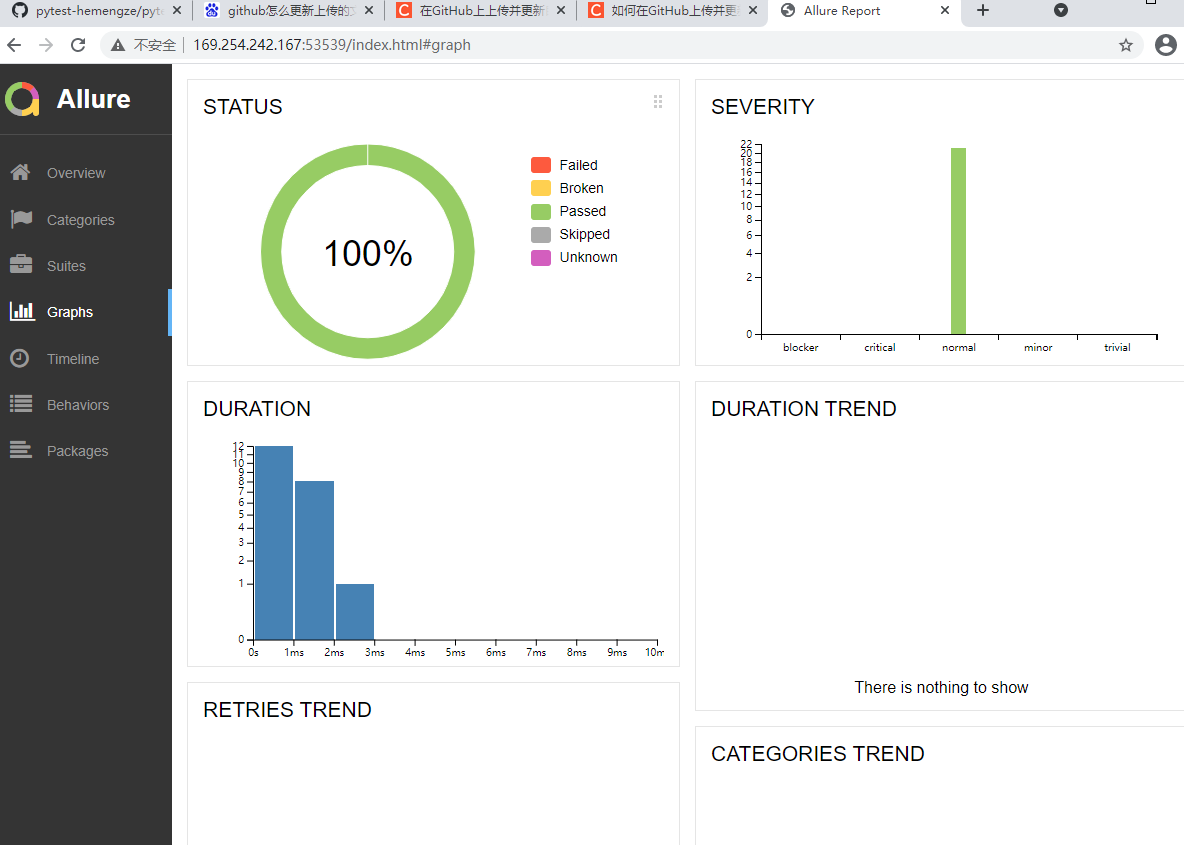 pytest-hemengze/pyte
github怎么更新上传的
在GitHub上上传并更新
如何在GitHub上传并更
Allure Report
不安全
169.254.242.167:53539/index.html#graph
Allure
Overview
Categories
Suites
Graphs
Timeline
Behaviors
Packages
STATUS
100%
Failed
Broken
Passed
Skipped
Unknown
SEVERITY
22
20
18
16
14
12
10
8
6
4
2
0
blocker critical normal minor trivial
DURATION
12
11
10
9
8
7
6
5
4
3
2
1
0
0s 1ms 2ms 3ms 4ms 5ms 6ms 7ms 8ms 9ms 10m
DURATION TREND
There is nothing to show
RETRIES TREND
CATEGORIES TREND